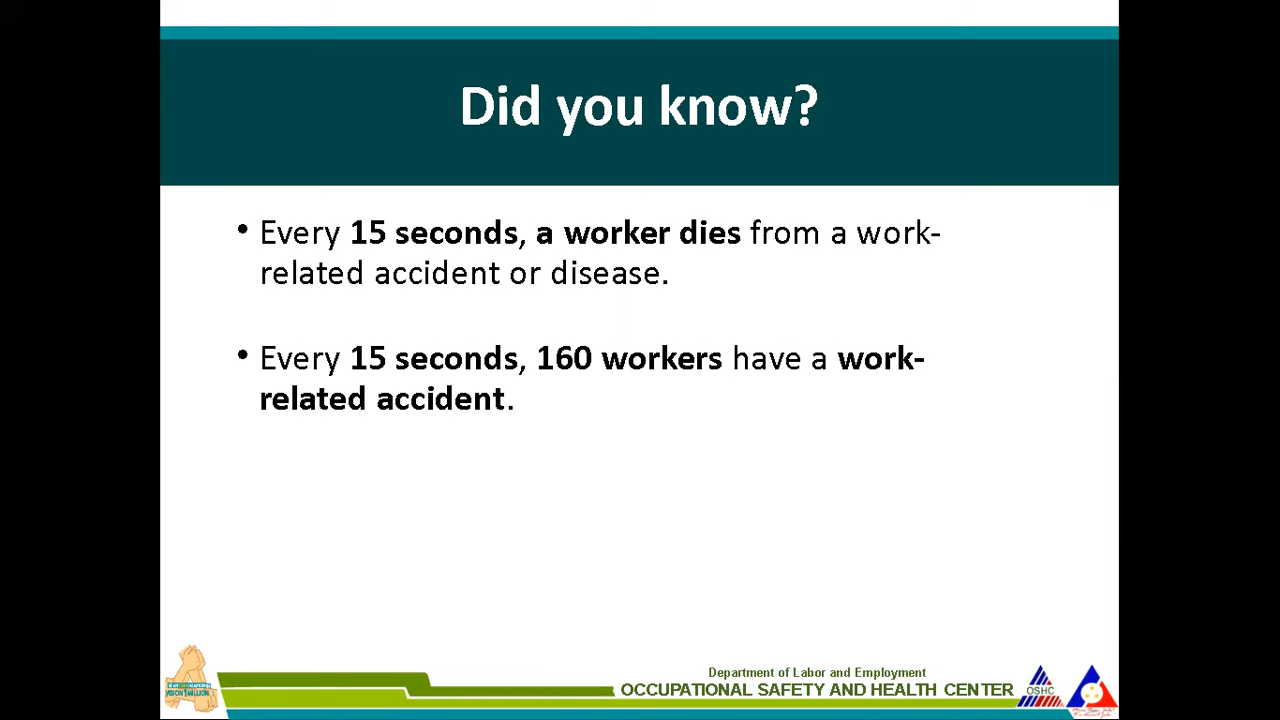 Did you know?
• Every 15 seconds, a worker dies from a work-
related accident or disease.
• Every 15 seconds, 160 workers have a work-
related accident.
Department of Labor and Employment
OCCUPATIONAL SAFETY AND HEALTH CENTER
OSHC